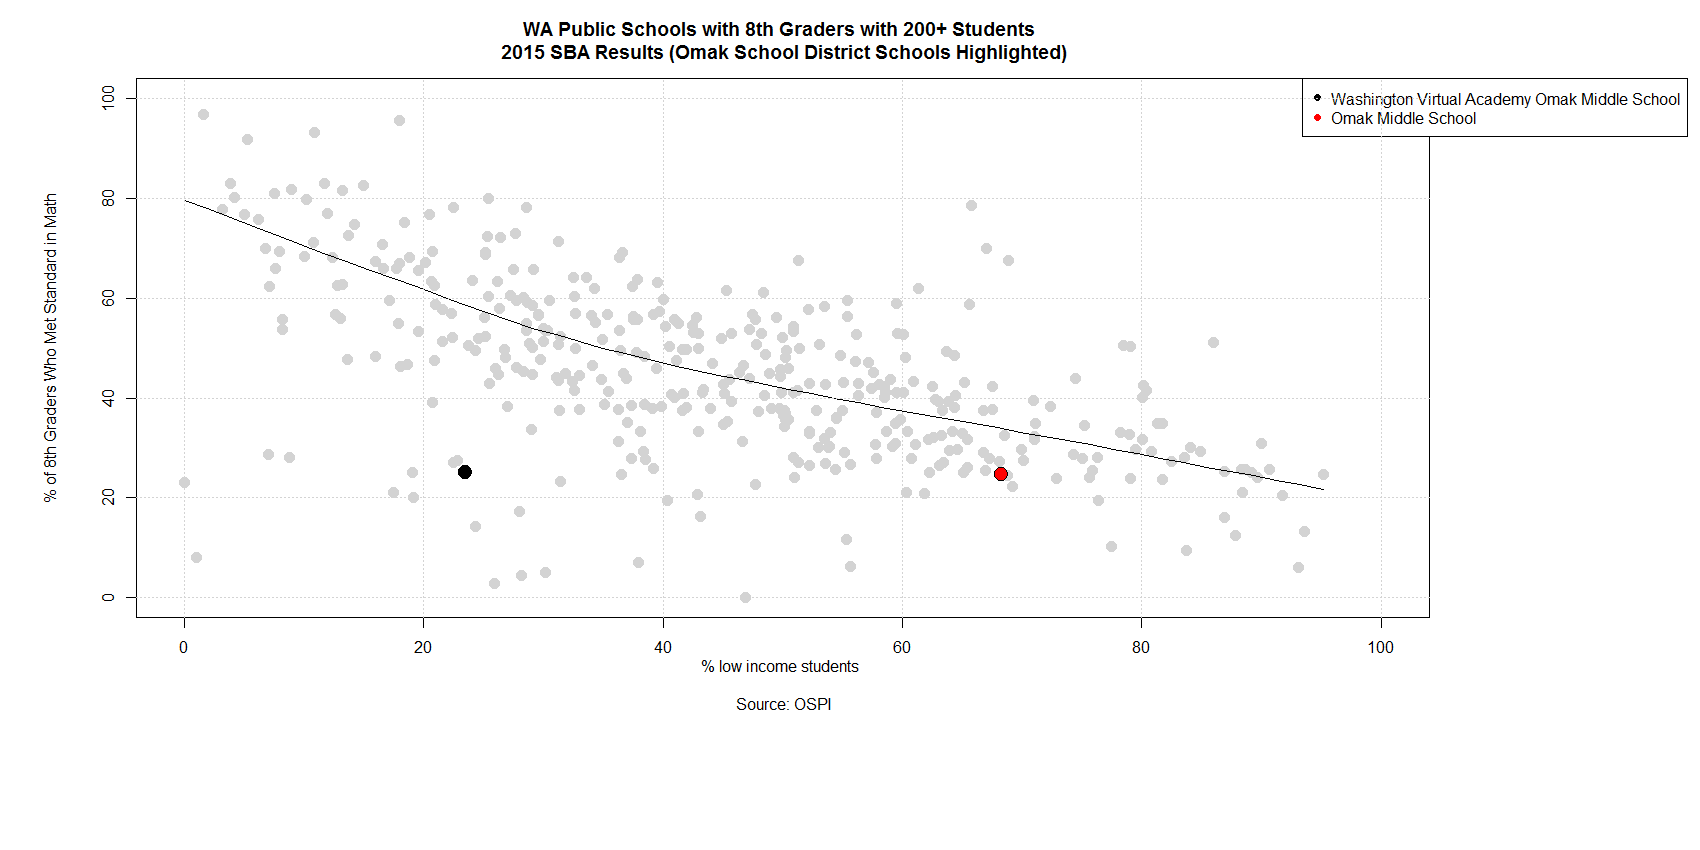 WA Public Schools with 8th Graders with 200+ Students
2015 SBA Results (Omak School District Schools Highlighted)
Washington Virtual Academy Omak Middle School
Omak Middle School
% of 8th Graders Who Met Standard in Math
100
80
60
40
20
0
0 20 40 60 80 100
% low income students
Source: OSPI